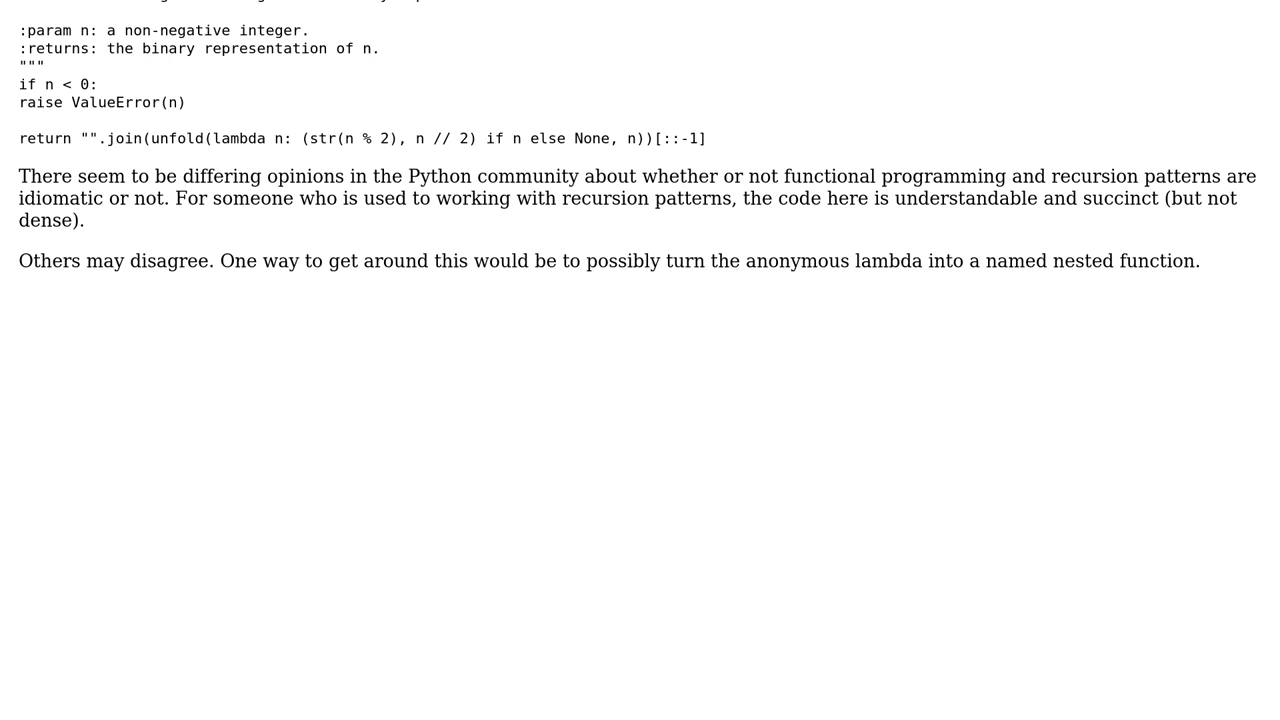 :param n: a non-negative integer.
:returns: the binary representation of n.
"""
if n < 0:
raise ValueError(n)
return "".join(unfold(lambda n: (str(n % 2), n // 2) if n else None, n))[::-1]
There seem to be differing opinions in the Python community about whether or not functional programming and recursion patterns are
idiomatic or not. For someone who is used to working with recursion patterns, the code here is understandable and succinct (but not
dense).
Others may disagree. One way to get around this would be to possibly turn the anonymous lambda into a named nested function.